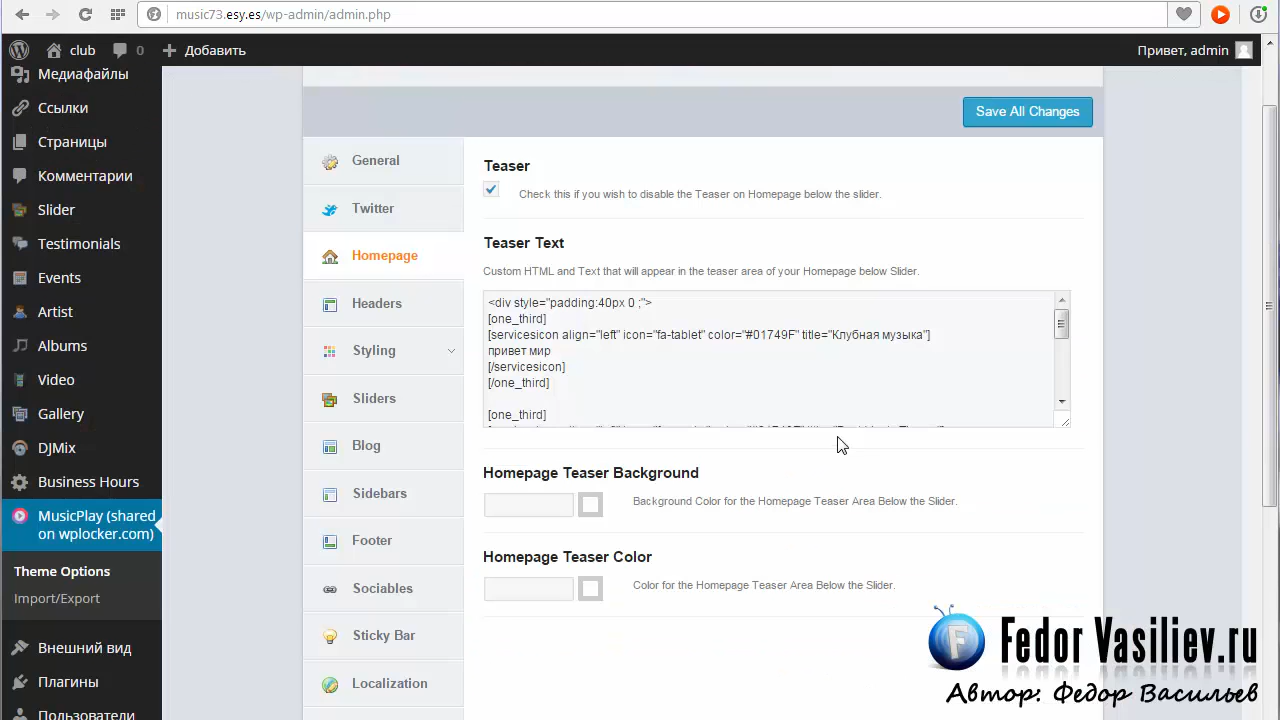 music73.esy.es/wp-admin/admin.php
club 0 Добавить Привет, admin
Медиафайлы
Ссылки
Страницы
Комментарии
Slider
Testimonials
Events
Artist
Albums
Video
Gallery
DJMix
Business Hours
MusicPlay (shared
on wplocker.com)
Theme Options
Import/Export
Внешний вид
Плагины
Пользователи
Save All Changes
General
Twitter
Homepage
Headers
Styling
Sliders
Blog
Sidebars
Footer
Sociables
Sticky Bar
Localization
Teaser
Check this if you wish to disable the Teaser on Homepage below the slider.
Teaser Text
Custom HTML and Text that will appear in the teaser area of your Homepage below Slider.
<div style="padding:40px 0 ;">
[one_third]
[servicesicon align="left" icon="fa-tablet" color="#01749F" title="Клубная музыка"]
привет мир
[/servicesicon]
[/one_third]
[one_third]
Homepage Teaser Background
Background Color for the Homepage Teaser Area Below the Slider.
Homepage Teaser Color
Color for the Homepage Teaser Area Below the Slider.
F Fedor Vasiliev.ru
Автор: Федор Васильев